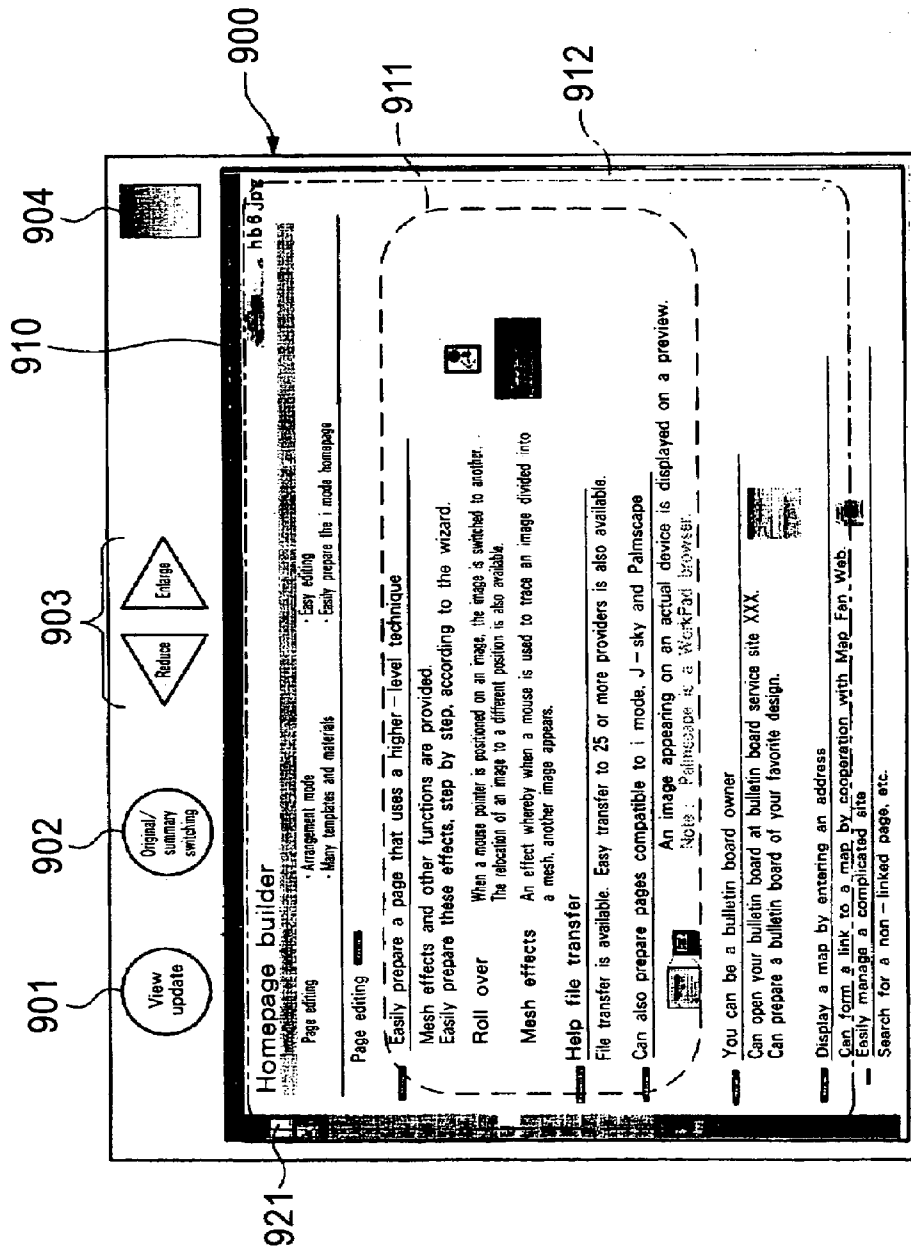 901
902
903
904
910
900
911
912
921
View
update
Original/
summary
switching
Reduce
Enlarge
Homepage builder
hb6.jpg
Page editing
· Arrangement mode
· Easy editing
· Many templates and materials
· Easily prepare the i mode homepage
Page editing
Easily prepare a page that uses a higher-level technique
Mesh effects and other functions are provided.
Easily prepare these effects, step by step, according to the wizard.
Roll over
When a mouse pointer is positioned on an image, the image is switched to another.
The relocation of an image to a different position is also available.
Mesh effects
An effect whereby when a mouse is used to trace an image divided into
a mesh, another image appears.
Help file transfer
File transfer is available. Easy transfer to 25 or more providers is also available.
Can also prepare pages compatible to i mode, J-sky and Palmscape
An image appearing on an actual device is displayed on a preview.
Note: Palmscape is a WorkPad browser.
You can be a bulletin board owner
Can open your bulletin board at bulletin board service site XXX.
Can prepare a bulletin board of your favorite design.
Display a map by entering an address
Can form a link to a map by cooperation with Map Fan Web.
Easily manage a complicated site
Search for a non-linked page, etc.